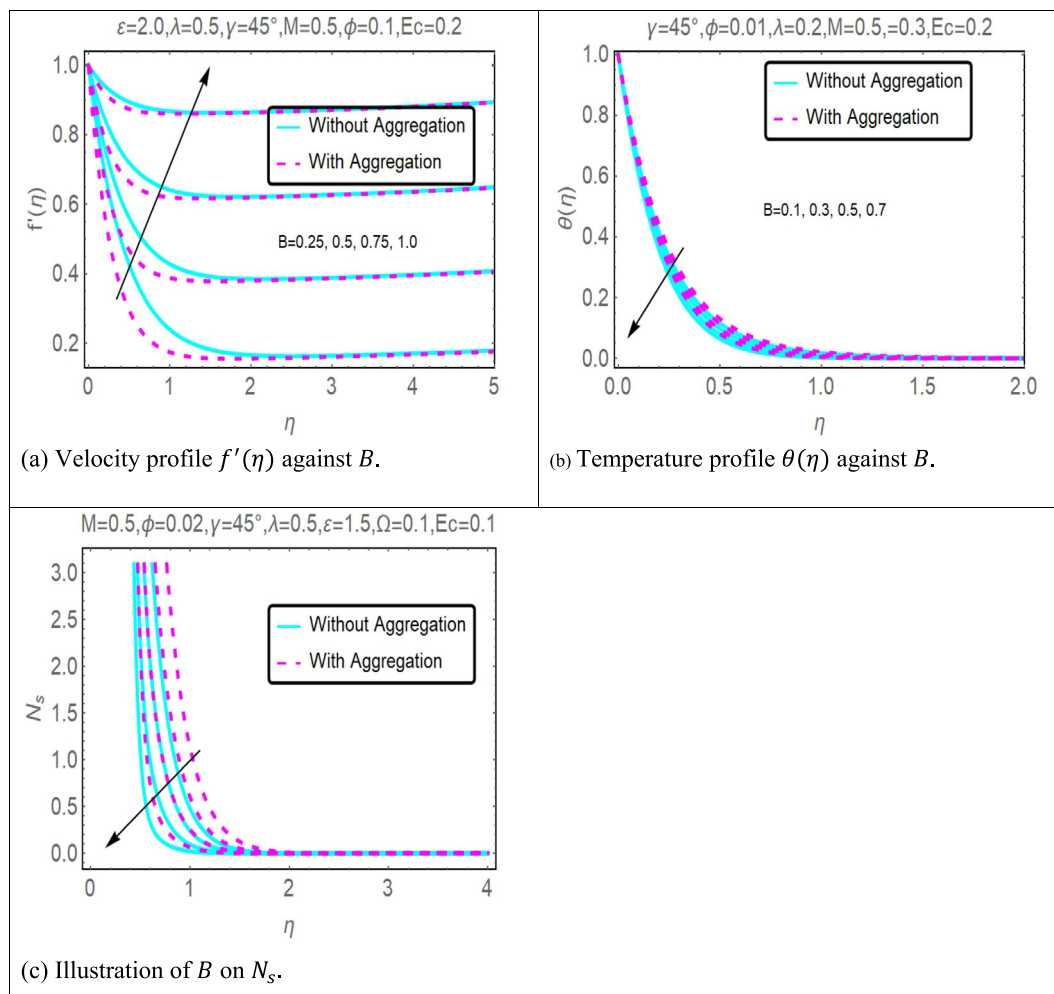 ε=2.0,λ=0.5,γ=45°,M=0.5,ϕ=0.1,Ec=0.2
1.0
0.8
0.6
0.4
0.2
f'(η)
Without Aggregation
With Aggregation
B=0.25, 0.5, 0.75, 1.0
0 1 2 3 4 5
η
(a) Velocity profile f′(η) against B.
γ=45°,ϕ=0.01,λ=0.2,M=0.5,=0.3,Ec=0.2
1.0
0.8
0.6
0.4
0.2
0.0
θ(η)
Without Aggregation
With Aggregation
B=0.1, 0.3, 0.5, 0.7
0.0 0.5 1.0 1.5 2.0
η
(b) Temperature profile θ(η) against B.
M=0.5,ϕ=0.02,γ=45°,λ=0.5,ε=1.5,Ω=0.1,Ec=0.1
3.0
2.5
2.0
1.5
1.0
0.5
0.0
Nₛ
Without Aggregation
With Aggregation
0 1 2 3 4
η
(c) Illustration of B on Nₛ.